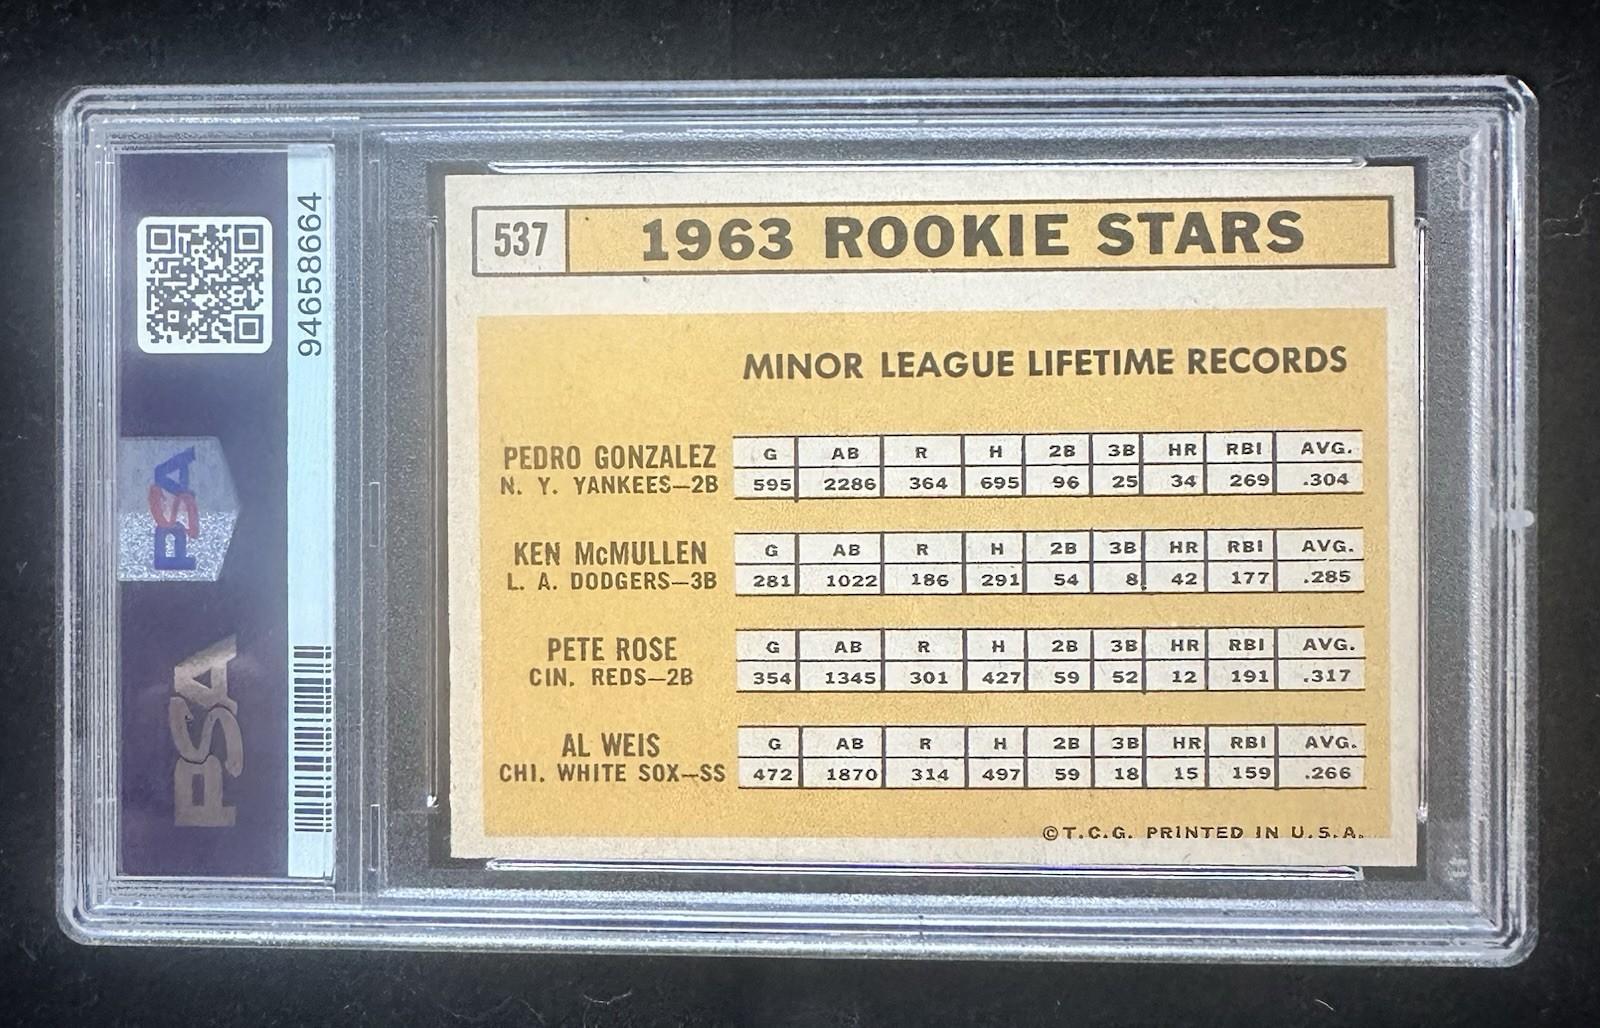 94658664
PSA
PSA
537 1963 ROOKIE STARS
MINOR LEAGUE LIFETIME RECORDS
PEDRO GONZALEZ G AB R H 2B 3B HR RBI AVG.
N. Y. YANKEES—2B 595 2286 364 695 96 25 34 269 .304
KEN McMULLEN G AB R H 2B 3B HR RBI AVG.
L. A. DODGERS—3B 281 1022 186 291 54 8 42 177 .285
PETE ROSE G AB R H 2B 3B HR RBI AVG.
CIN. REDS—2B 354 1345 301 427 59 52 12 191 .317
AL WEIS G AB R H 2B 3B HR RBI AVG.
CHI. WHITE SOX—SS 472 1870 314 497 59 18 15 159 .266
©T.C.G. PRINTED IN U.S.A.